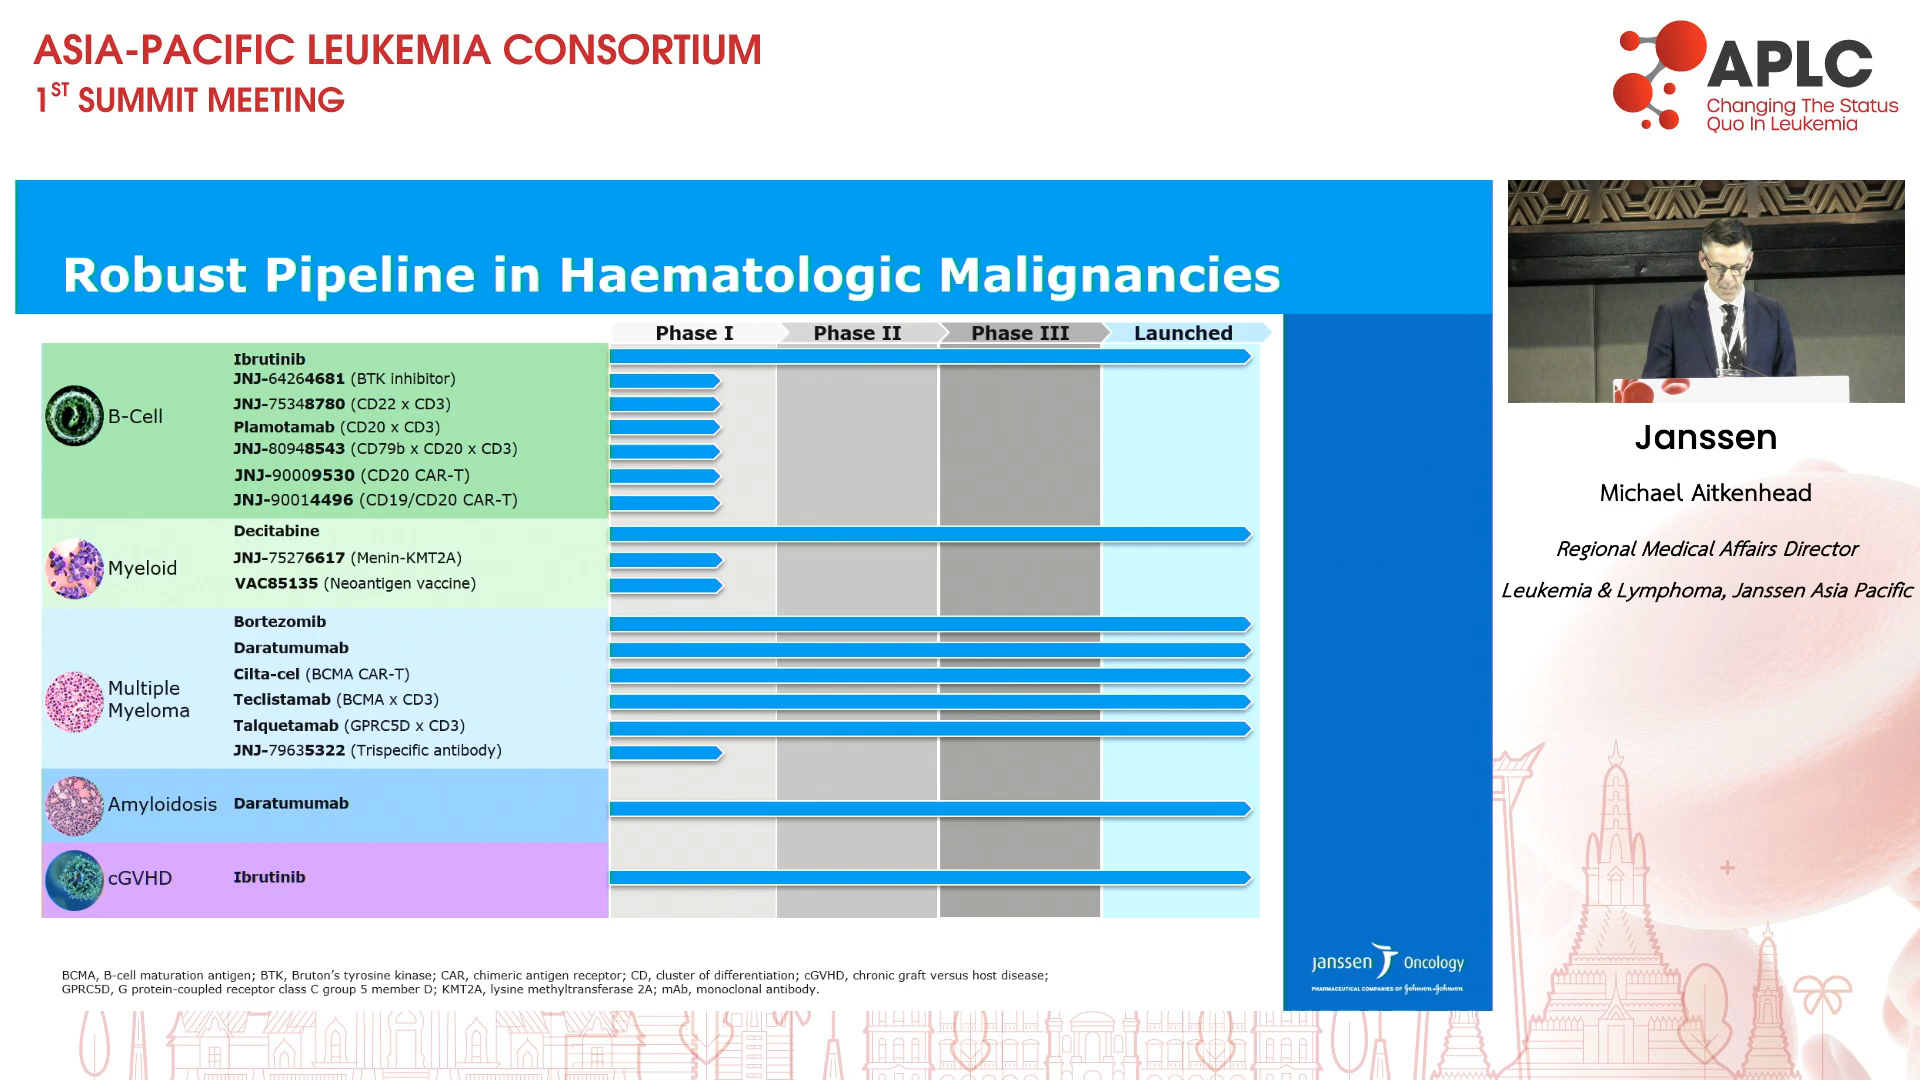 ASIA-PACIFIC LEUKEMIA CONSORTIUM
1ST SUMMIT MEETING
APLC
Changing The Status
Quo In Leukemia
Robust Pipeline in Haematologic Malignancies
Phase I Phase II Phase III Launched
B-Cell
Ibrutinib
JNJ-64264681 (BTK inhibitor)
JNJ-75348780 (CD22 x CD3)
Plamotamab (CD20 x CD3)
JNJ-80948543 (CD79b x CD20 x CD3)
JNJ-90009530 (CD20 CAR-T)
JNJ-90014496 (CD19/CD20 CAR-T)
Myeloid
Decitabine
JNJ-75276617 (Menin-KMT2A)
VAC85135 (Neoantigen vaccine)
Multiple
Myeloma
Bortezomib
Daratumumab
Cilta-cel (BCMA CAR-T)
Teclistamab (BCMA x CD3)
Talquetamab (GPRC5D x CD3)
JNJ-79635322 (Trispecific antibody)
Amyloidosis
Daratumumab
cGVHD
Ibrutinib
BCMA, B-cell maturation antigen; BTK, Bruton's tyrosine kinase; CAR, chimeric antigen receptor; CD, cluster of differentiation; cGVHD, chronic graft versus host disease;
GPRC5D, G protein-coupled receptor class C group 5 member D; KMT2A, lysine methyltransferase 2A; mAb, monoclonal antibody.
Janssen Oncology
PHARMACEUTICAL COMPANIES OF Johnson & Johnson
Janssen
Michael Aitkenhead
Regional Medical Affairs Director
Leukemia & Lymphoma, Janssen Asia Pacific